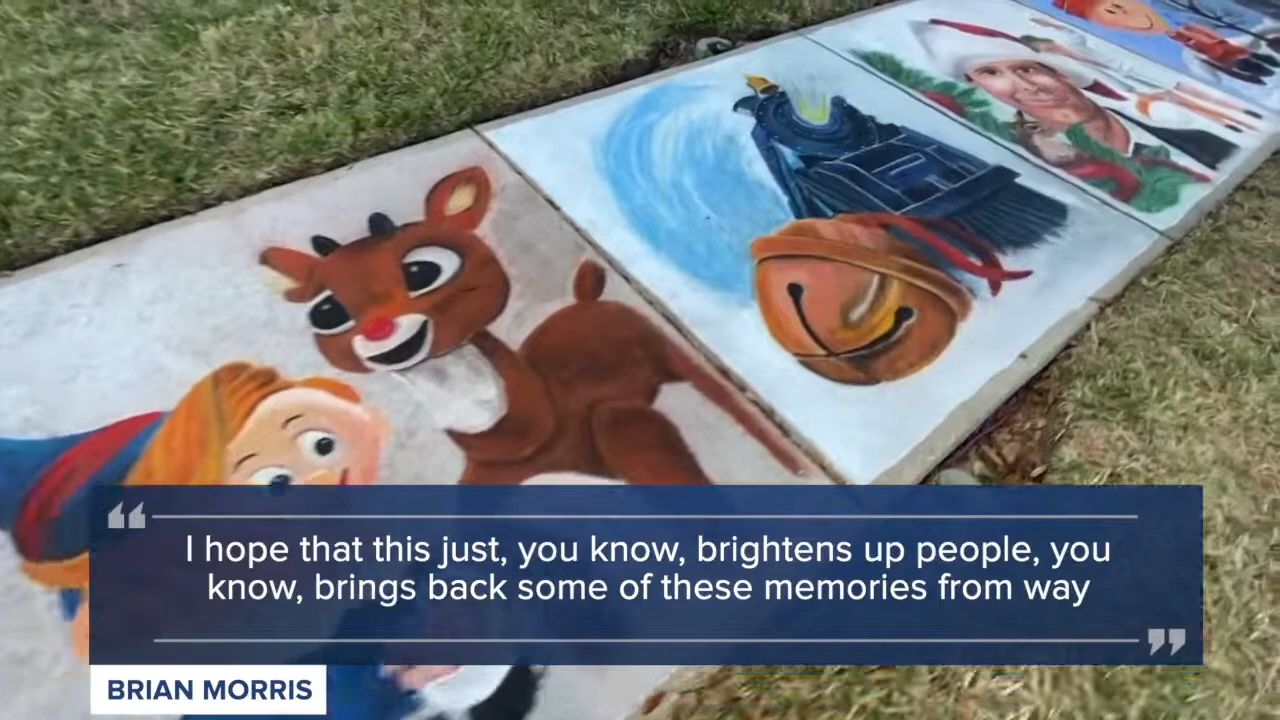 “
I hope that this just, you know, brightens up people, you
know, brings back some of these memories from way
”
BRIAN MORRIS